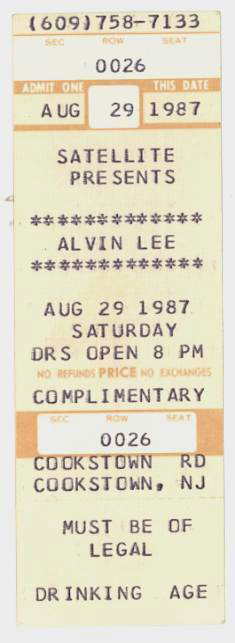 (609)758-7133
SEC ROW SEAT
0026
ADMIT ONE THIS DATE
AUG 29 1987
SATELLITE
PRESENTS
*************
ALVIN LEE
*************
AUG 29 1987
SATURDAY
DRS OPEN 8 PM
NO REFUNDS PRICE NO EXCHANGES
COMPLIMENTARY
SEC ROW SEAT
0026
COOKSTOWN RD
COOKSTOWN, NJ
MUST BE OF
LEGAL
DRINKING AGE